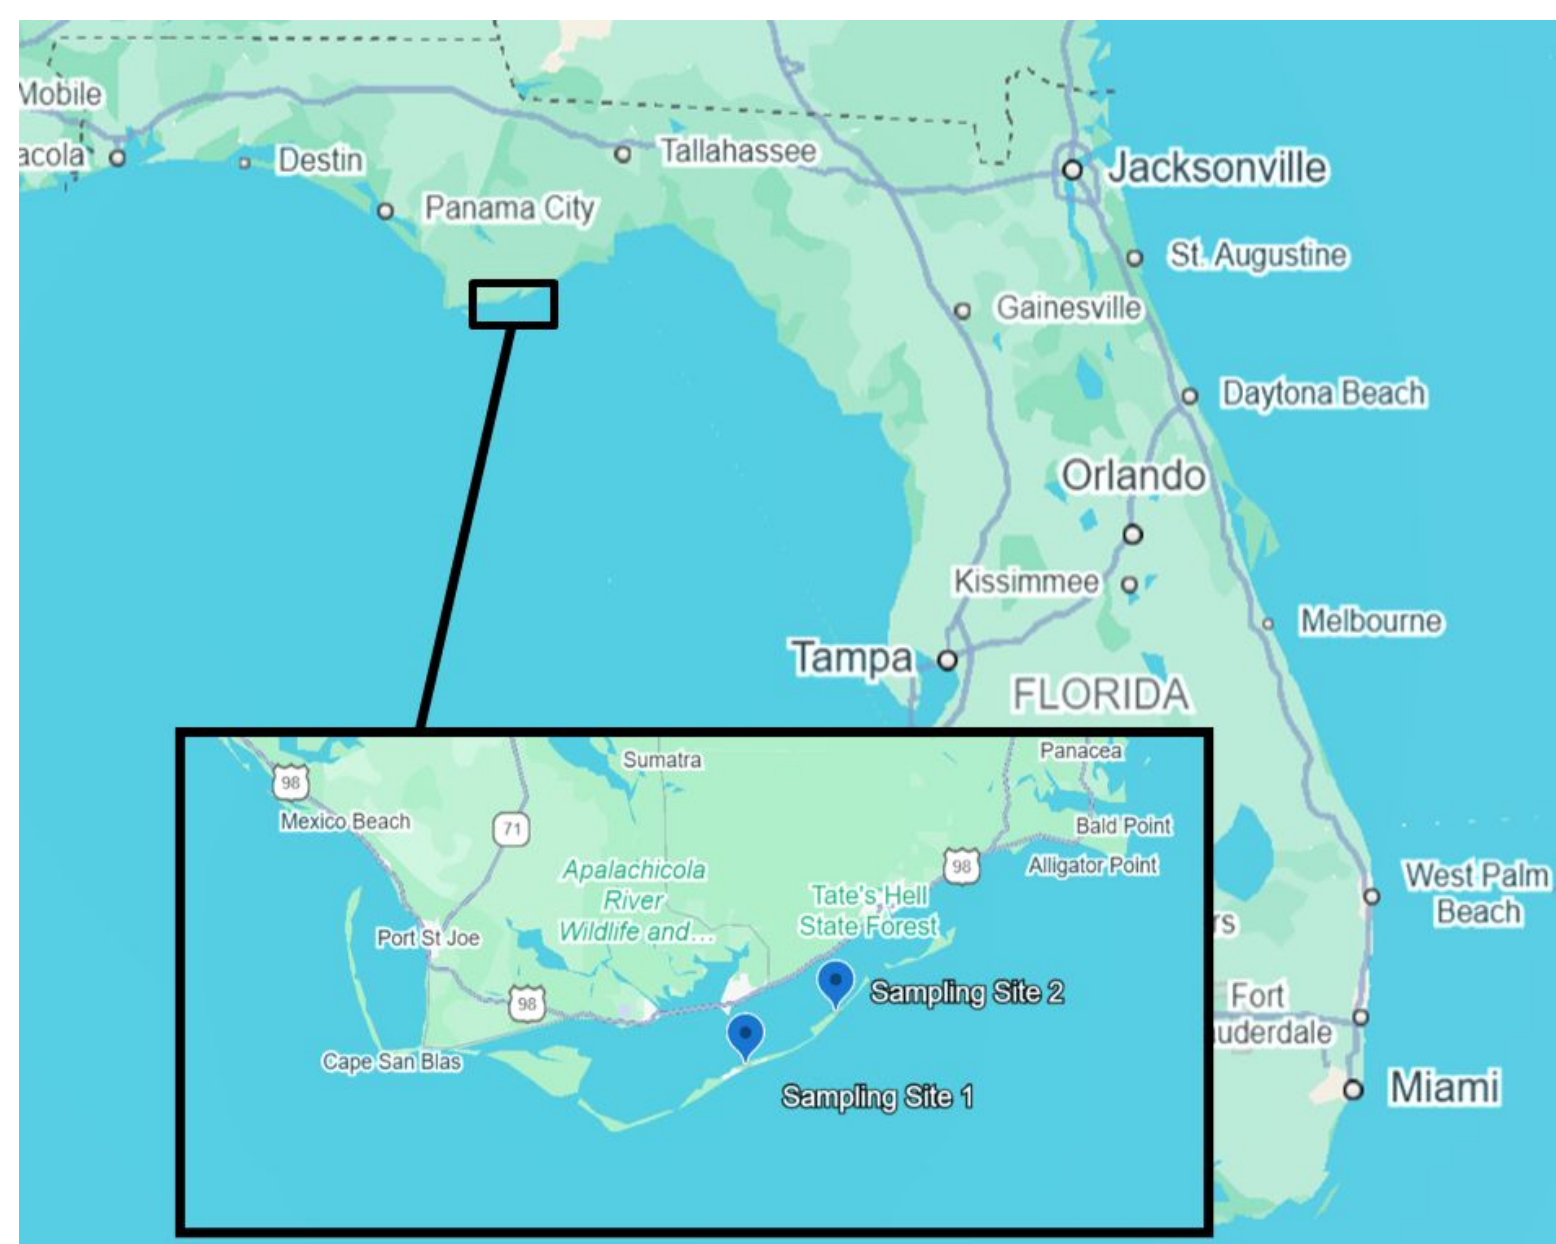 Mobile
acola
Destin
Tallahassee
Panama City
Jacksonville
St. Augustine
Gainesville
Daytona Beach
Orlando
Kissimmee
Melbourne
Tampa
FLORIDA
West Palm
Beach
rs
Fort
auderdale
Miami
Sumatra
Panacea
98
Mexico Beach
71
Bald Point
Apalachicola
River
Wildlife and...
98
Alligator Point
Tate's Hell
State Forest
Port St Joe
98
Sampling Site 2
Cape San Blas
Sampling Site 1